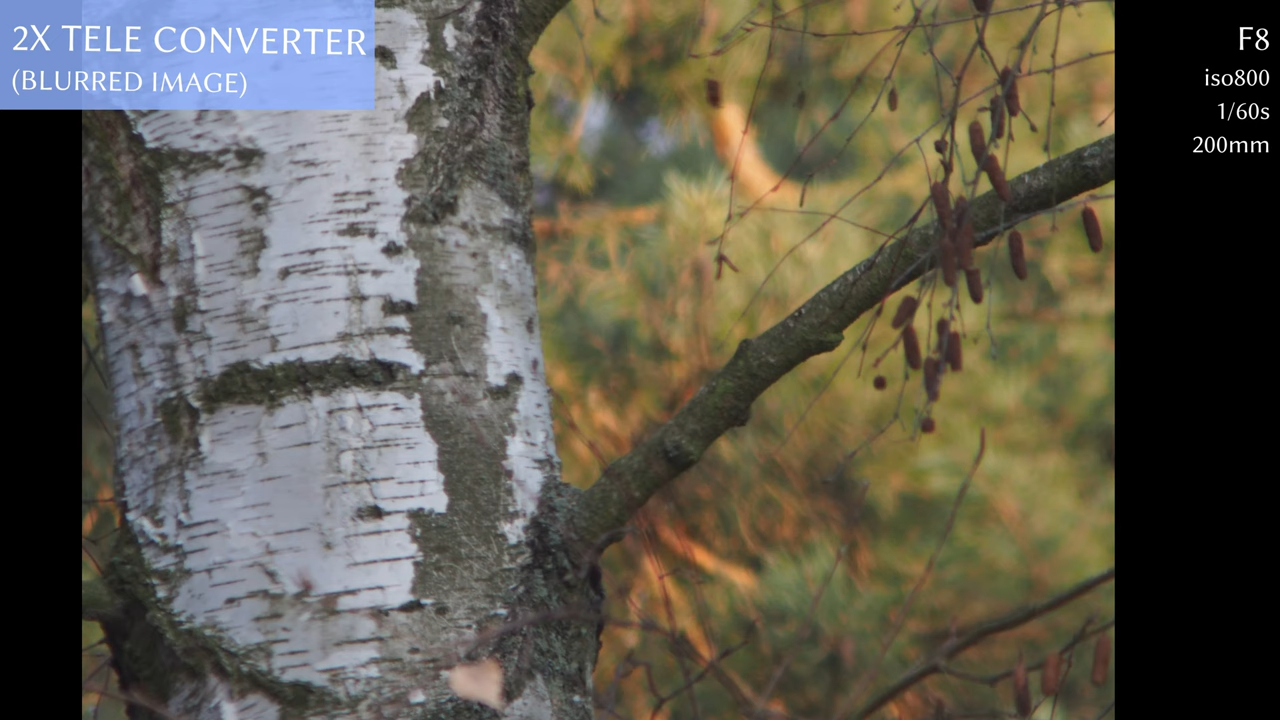 2X TELE CONVERTER
(BLURRED IMAGE)
F8
iso800
1/60s
200mm